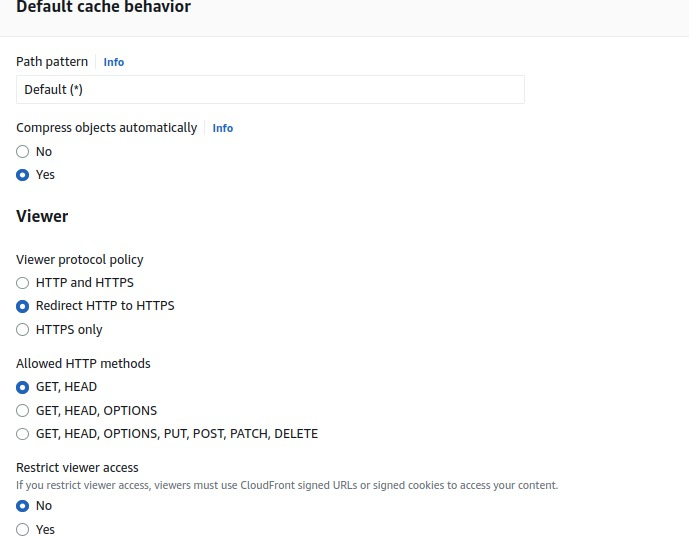 Default cache behavior
Path pattern Info
Default (*)
Compress objects automatically Info
No
Yes
Viewer
Viewer protocol policy
HTTP and HTTPS
Redirect HTTP to HTTPS
HTTPS only
Allowed HTTP methods
GET, HEAD
GET, HEAD, OPTIONS
GET, HEAD, OPTIONS, PUT, POST, PATCH, DELETE
Restrict viewer access
If you restrict viewer access, viewers must use CloudFront signed URLs or signed cookies to access your content.
No
Yes